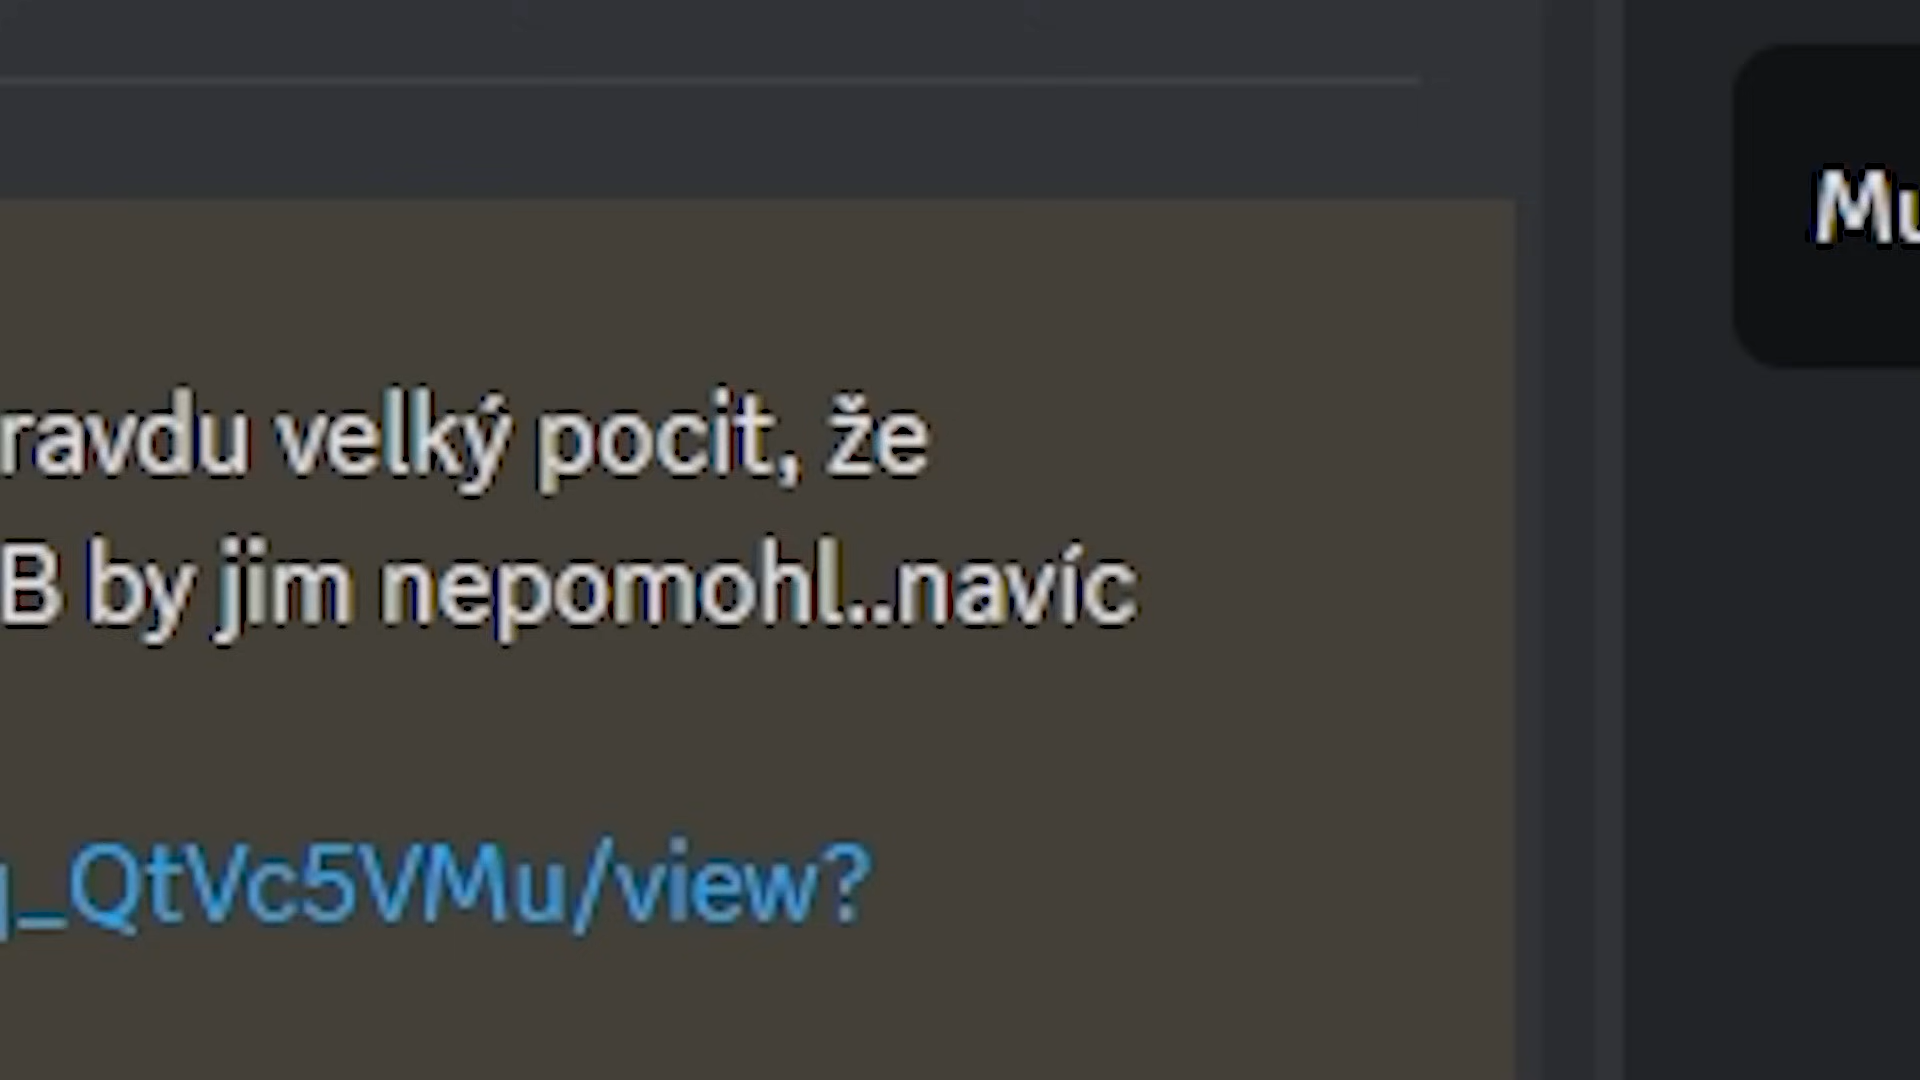 Mu
ravdu velký pocit, že
B by jim nepomohl..navíc
_QtVc5VMu/view?